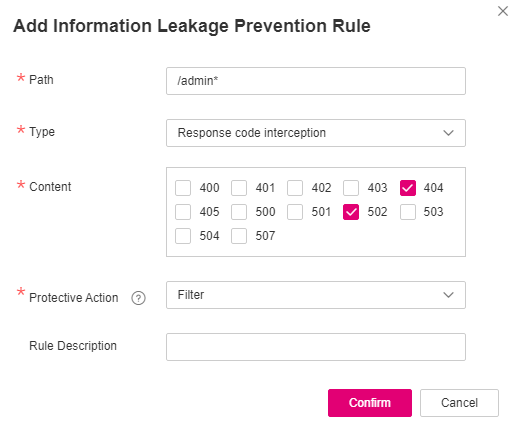 Add Information Leakage Prevention Rule
* Path /admin*
* Type Response code interception
* Content 400 401 402 403 404
405 500 501 502 503
504 507
* Protective Action ? Filter
Rule Description
Confirm Cancel